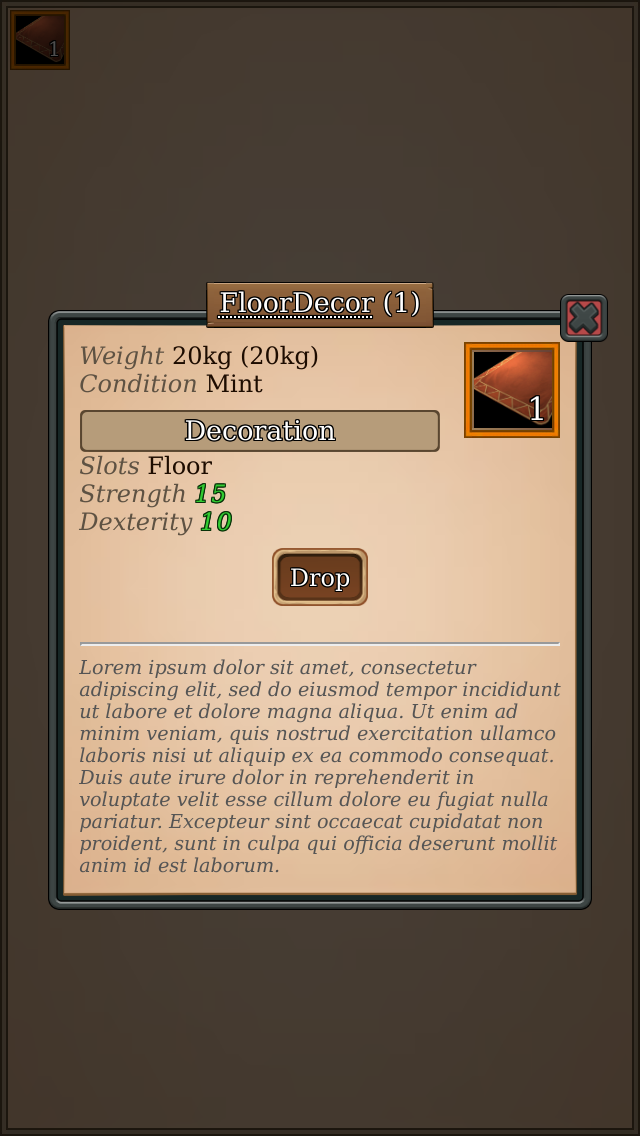 1
FloorDecor (1)
Weight 20kg (20kg)
Condition Mint
1
Decoration
Slots Floor
Strength 15
Dexterity 10
Drop
Lorem ipsum dolor sit amet, consectetur
adipiscing elit, sed do eiusmod tempor incididunt
ut labore et dolore magna aliqua. Ut enim ad
minim veniam, quis nostrud exercitation ullamco
laboris nisi ut aliquip ex ea commodo consequat.
Duis aute irure dolor in reprehenderit in
voluptate velit esse cillum dolore eu fugiat nulla
pariatur. Excepteur sint occaecat cupidatat non
proident, sunt in culpa qui officia deserunt mollit
anim id est laborum.